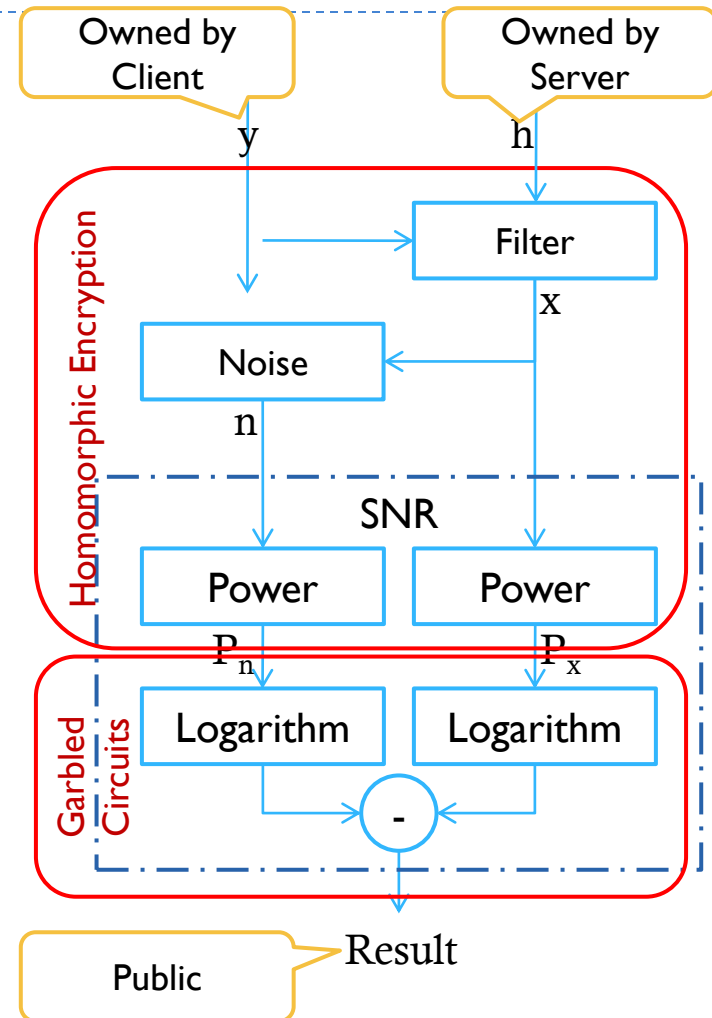 Owned by
Client
Owned by
Server
y
h
Filter
x
Noise
n
Homomorphic Encryption
SNR
Power
Power
Pn
Px
Logarithm
Logarithm
Garbled
Circuits
-
Result
Public